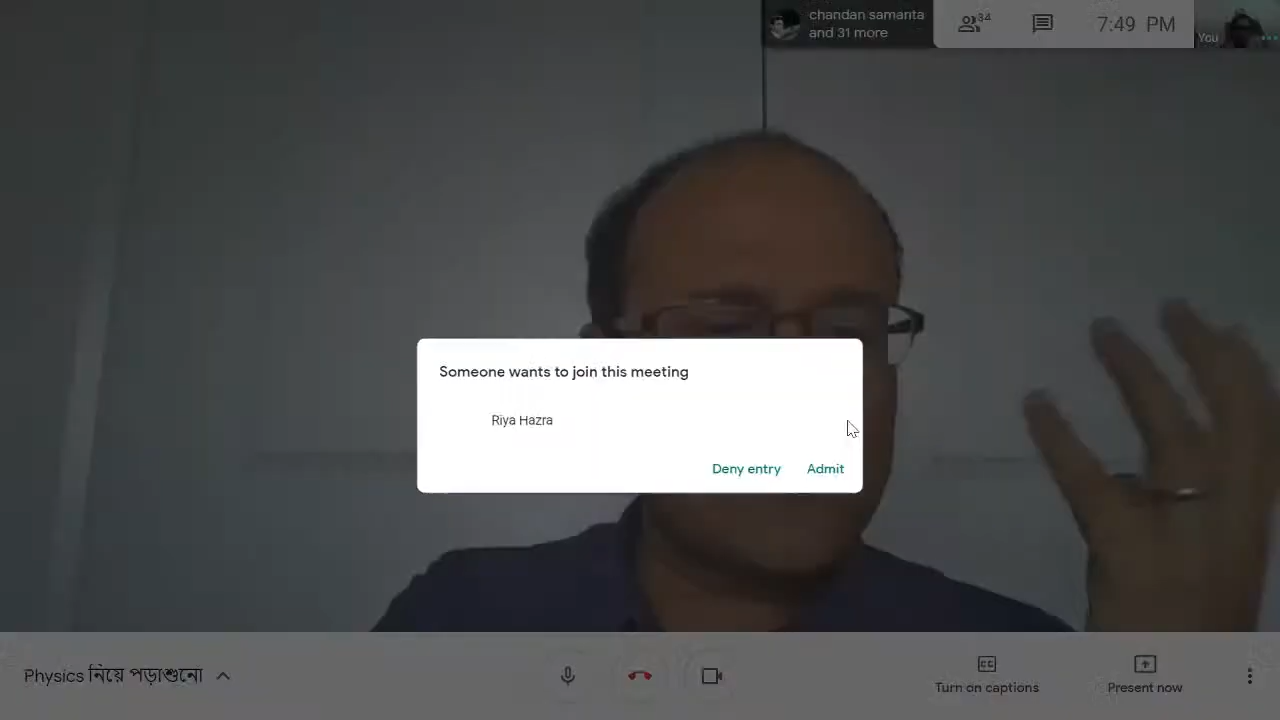 chandan samanta
and 31 more
34
7:49 PM
You
Someone wants to join this meeting
Riya Hazra
Deny entry
Admit
Physics নিয়ে পড়াশুনো
CC
Turn on captions
Present now